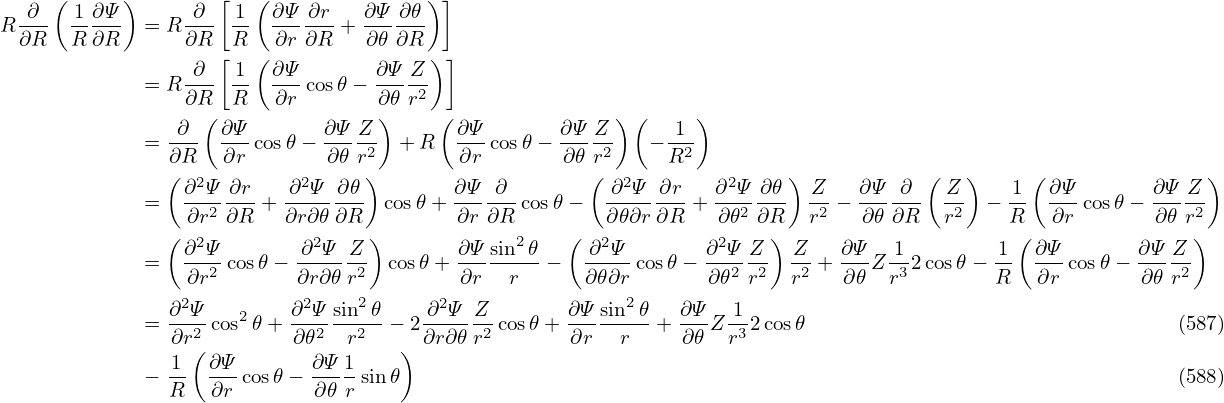 R ∂/∂R (1/R ∂Ψ/∂R) = R ∂/∂R [1/R (∂Ψ/∂r ∂r/∂R + ∂Ψ/∂θ ∂θ/∂R)]
= R ∂/∂R [1/R (∂Ψ/∂r cos θ − ∂Ψ/∂θ Z/r²)]
= ∂/∂R (∂Ψ/∂r cos θ − ∂Ψ/∂θ Z/r²) + R (∂Ψ/∂r cos θ − ∂Ψ/∂θ Z/r²) (−1/R²)
= (∂²Ψ/∂r² ∂r/∂R + ∂²Ψ/∂r∂θ ∂θ/∂R) cos θ + ∂Ψ/∂r ∂/∂R cos θ − (∂²Ψ/∂θ∂r ∂r/∂R + ∂²Ψ/∂θ² ∂θ/∂R) Z/r² − ∂Ψ/∂θ ∂/∂R (Z/r²) − 1/R (∂Ψ/∂r cos θ − ∂Ψ/∂θ Z/r²)
= (∂²Ψ/∂r² cos θ − ∂²Ψ/∂r∂θ Z/r²) cos θ + ∂Ψ/∂r sin²θ/r − (∂²Ψ/∂θ∂r cos θ − ∂²Ψ/∂θ² Z/r²) Z/r² + ∂Ψ/∂θ Z 1/r³ 2 cos θ − 1/R (∂Ψ/∂r cos θ − ∂Ψ/∂θ Z/r²)
= ∂²Ψ/∂r² cos² θ + ∂²Ψ/∂θ² sin² θ/r² − 2 ∂²Ψ/∂r∂θ Z/r² cos θ + ∂Ψ/∂r sin² θ/r + ∂Ψ/∂θ Z 1/r³ 2 cos θ (587)
− 1/R (∂Ψ/∂r cos θ − ∂Ψ/∂θ 1/r sin θ) (588)